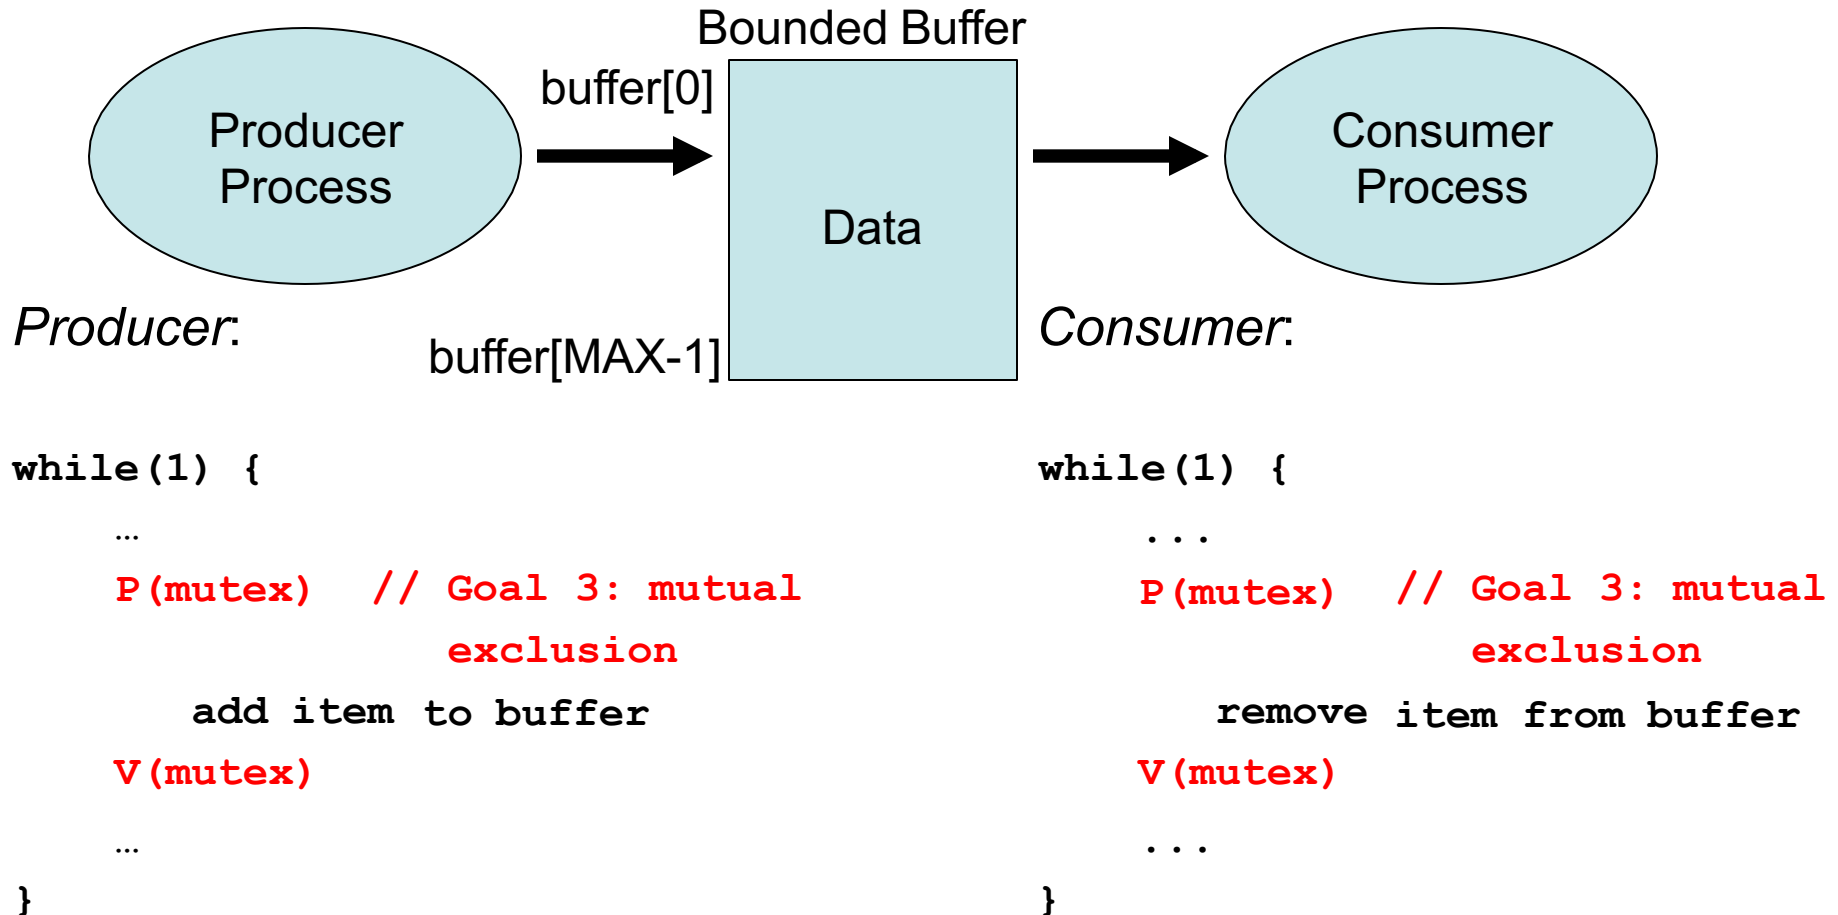 Bounded Buffer
buffer[0]
Producer
Process
Data
Consumer
Process
buffer[MAX-1]
Producer:
while(1) {
…
P(mutex) // Goal 3: mutual
exclusion
add item to buffer
V(mutex)
…
}
Consumer:
while(1) {
...
P(mutex) // Goal 3: mutual
exclusion
remove item from buffer
V(mutex)
...
}